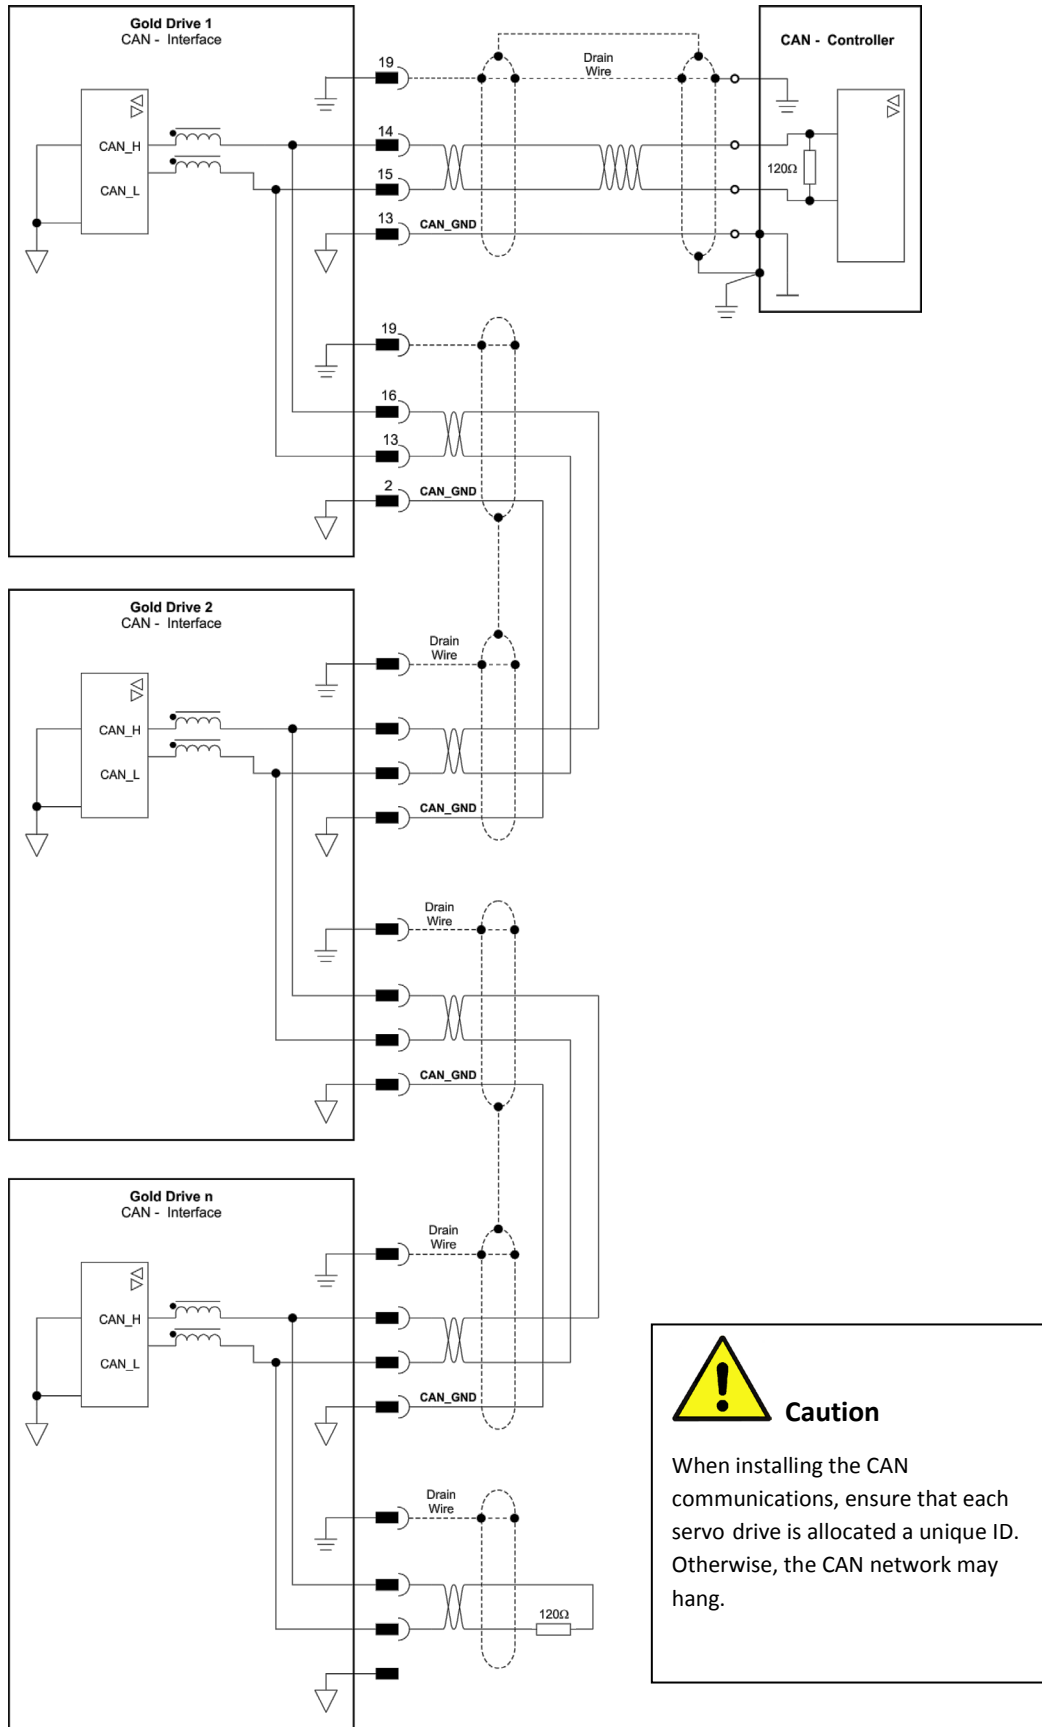 Gold Drive 1
CAN - Interface
CAN - Controller
19
Drain
Wire
14
CAN_H
120Ω
15
CAN_L
13
CAN_GND
19
16
13
2
CAN_GND
Gold Drive 2
CAN - Interface
Drain
Wire
CAN_H
CAN_L
CAN_GND
Drain
Wire
CAN_GND
Gold Drive n
CAN - Interface
Drain
Wire
CAN_H
CAN_L
CAN_GND
Drain
Wire
120Ω
Caution
When installing the CAN
communications, ensure that each
servo drive is allocated a unique ID.
Otherwise, the CAN network may
hang.